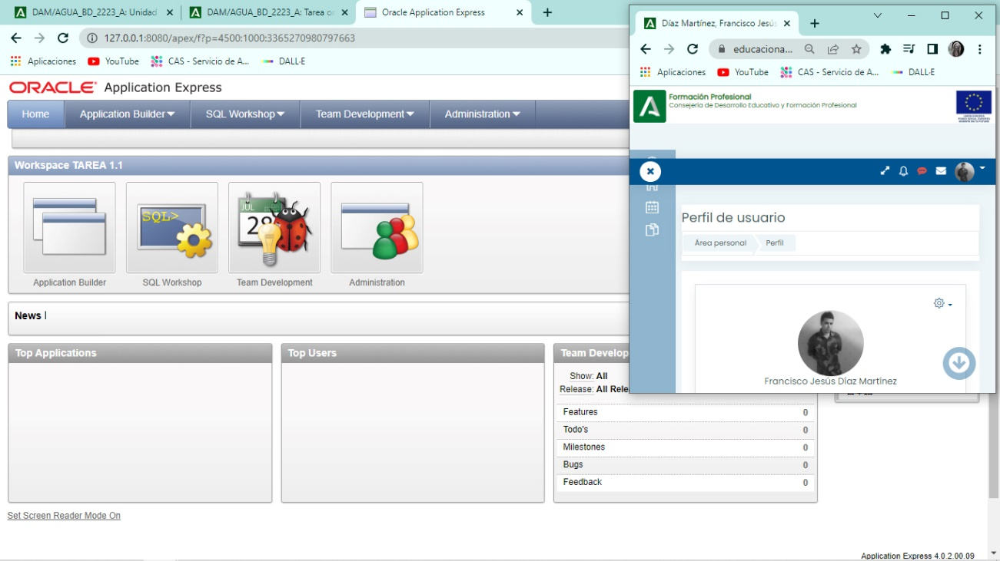 DAM/AGUA_BD_2223_A: Unidad
DAM/AGUA_BD_2223_A: Tarea on
Oracle Application Express
127.0.0.1:8080/apex/f?p=4500:1000:3365270980797663
Aplicaciones
YouTube
CAS - Servicio de A...
DALL·E
ORACLE Application Express
Home
Application Builder
SQL Workshop
Team Development
Administration
Workspace TAREA 1.1
JUL
28
SQL>
Application Builder
SQL Workshop
Team Development
Administration
News
Top Applications
Top Users
Team Develop
Show: All
Release: All Rele
Features 0
Todo's 0
Milestones 0
Bugs 0
Feedback 0
Set Screen Reader Mode On
Application Express 4.0.2.00.09
Díaz Martínez, Francisco Jesús
educaciona...
Aplicaciones
YouTube
CAS - Servicio de A...
DALL·E
Formación Profesional
Consejería de Desarrollo Educativo y Formación Profesional
UNIÓN EUROPEA
Perfil de usuario
Área personal
Perfil
Francisco Jesús Díaz Martínez